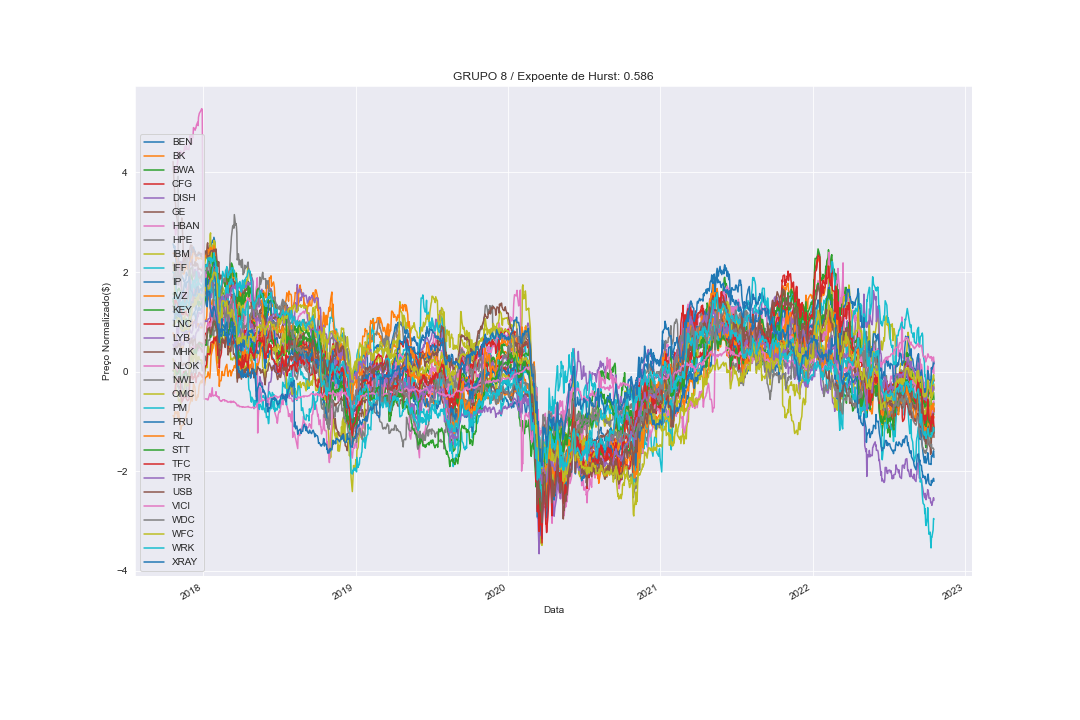 GRUPO 8 / Expoente de Hurst: 0.586
Preço Normalizado($)
4
2
0
−2
−4
BEN
BK
BWA
CFG
DISH
GE
HBAN
HPE
IBM
IFF
IP
IVZ
KEY
LNC
LYB
MHK
NLOK
NWL
OMC
PM
PRU
RL
STT
TFC
TPR
USB
VICI
WDC
WFC
WRK
XRAY
2018
2019
2020
2021
2022
2023
Data